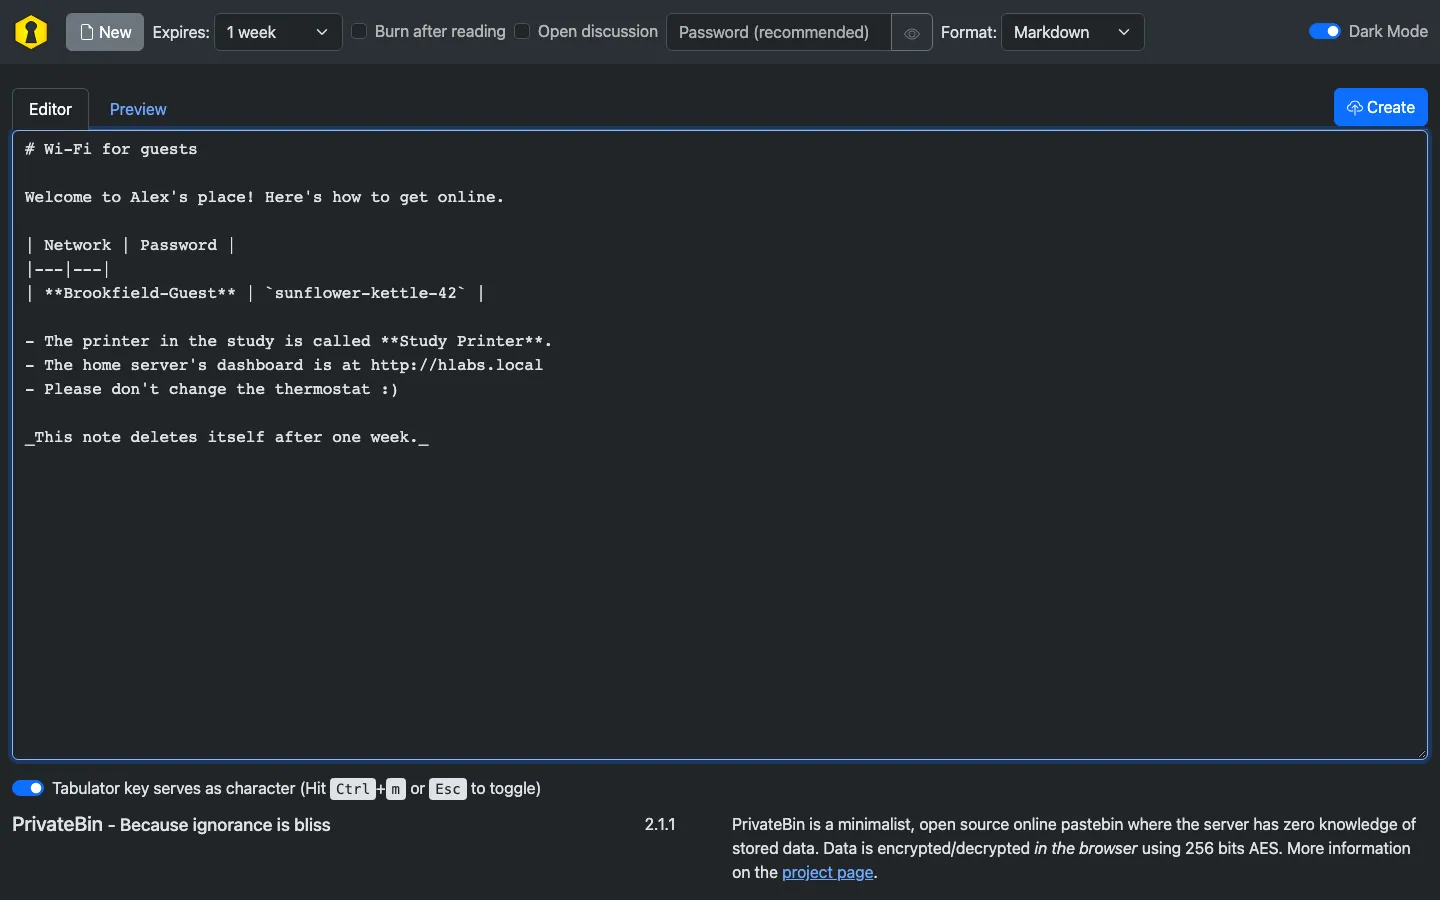 New Expires: 1 week Burn after reading Open discussion Password (recommended) Format: Markdown Dark Mode
Editor Preview Create
# Wi-Fi for guests
Welcome to Alex's place! Here's how to get online.
| Network | Password |
|---|---|
| **Brookfield-Guest** | `sunflower-kettle-42` |
- The printer in the study is called **Study Printer**.
- The home server's dashboard is at http://hlabs.local
- Please don't change the thermostat :)
_This note deletes itself after one week._
Tabulator key serves as character (Hit Ctrl+m or Esc to toggle)
PrivateBin - Because ignorance is bliss
2.1.1
PrivateBin is a minimalist, open source online pastebin where the server has zero knowledge of
stored data. Data is encrypted/decrypted in the browser using 256 bits AES. More information
on the project page.